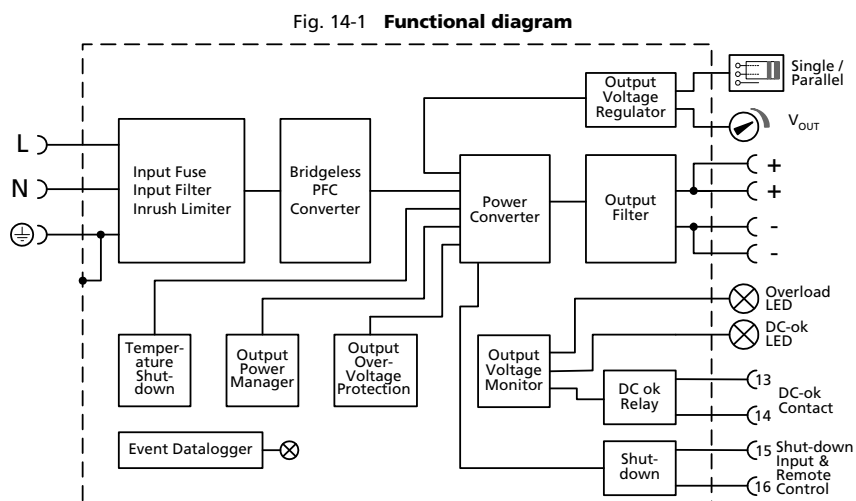 Fig. 14-1 Functional diagram
Single /
Parallel
Output
Voltage
Regulator
V_OUT
L
N
Input Fuse
Input Filter
Inrush Limiter
Bridgeless
PFC
Converter
Power
Converter
Output
Filter
+
+
-
-
Temper-
ature
Shut-
down
Output
Power
Manager
Output
Over-
Voltage
Protection
Output
Voltage
Monitor
Overload
LED
DC-ok
LED
DC ok
Relay
13
14
DC-ok
Contact
Event Datalogger
Shut-
down
15
16
Shut-down
Input &
Remote
Control